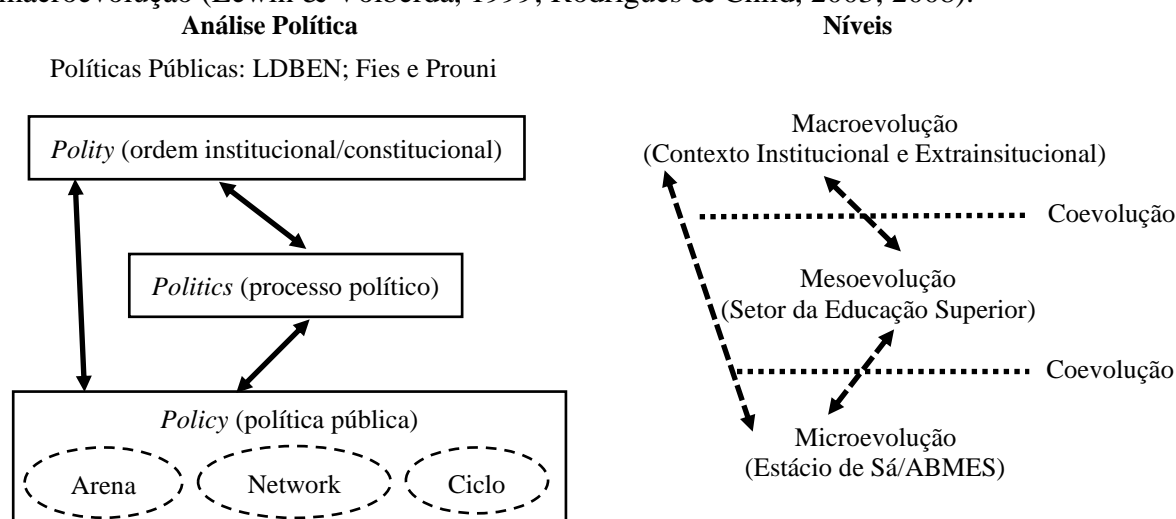 macroevolução (Lewin & Volberda, 1999; Rodrigues & Child, 2003; 2008).
Análise Política
Políticas Públicas: LDBEN; Fies e Prouni
Polity (ordem institucional/constitucional)
Politics (processo político)
Policy (política pública)
Arena
Network
Ciclo
Níveis
Macroevolução
(Contexto Institucional e Extrainsitucional)
Coevolução
Mesoevolução
(Setor da Educação Superior)
Coevolução
Microevolução
(Estácio de Sá/ABMES)